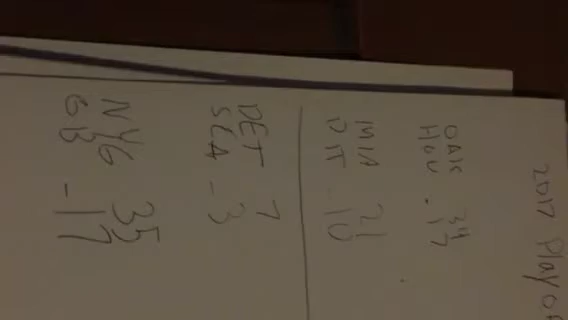 2017 Playof
OAK 34
HOU - 17
MIA 21
PIT - 10
DET 7
SEA - 3
NYG 35
GB - 17